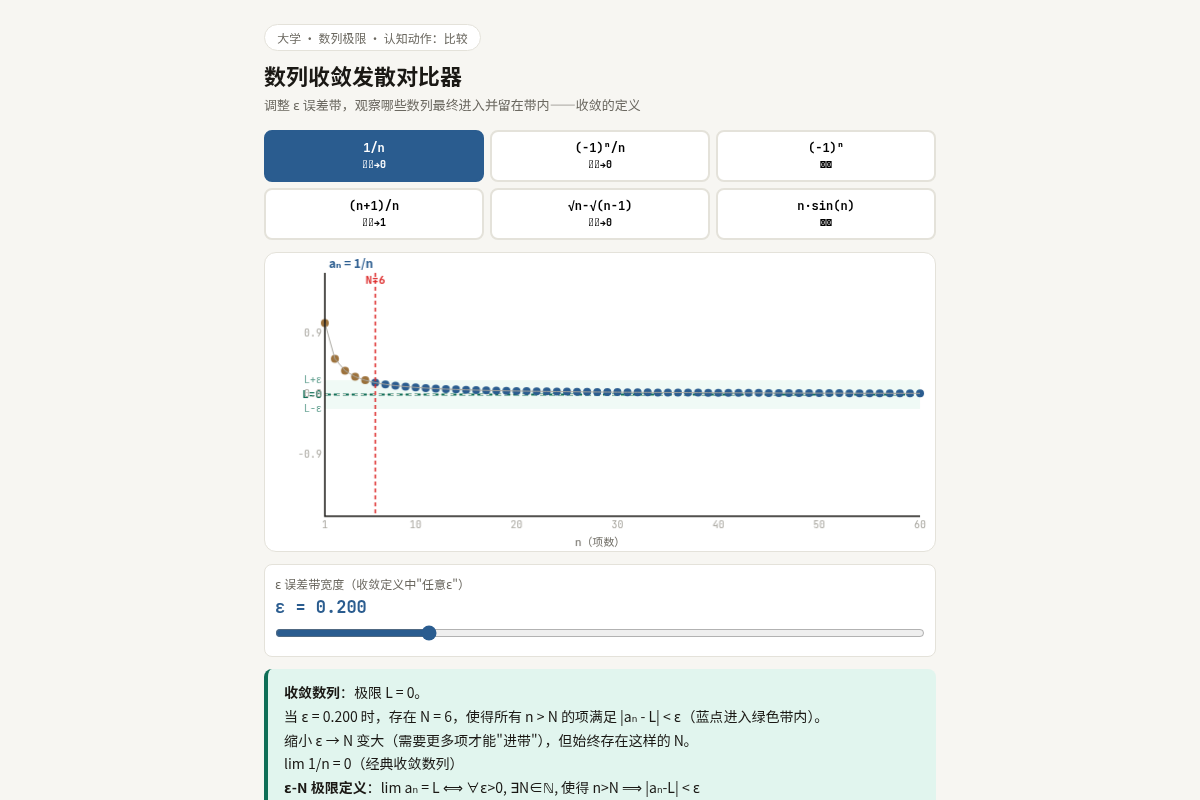 大学 · 数列极限 · 认知动作：比较
数列收敛发散对比器
调整 ε 误差带，观察哪些数列最终进入并留在带内——收敛的定义
1/n
→0
(-1)ⁿ/n
→0
(-1)ⁿ
(n+1)/n
→1
√n-√(n-1)
→0
n·sin(n)
aₙ = 1/n
N=6
0.9
L+ε
L=0
L-ε
-0.9
1 10 20 30 40 50 60
n（项数）
ε 误差带宽度（收敛定义中"任意ε"）
ε = 0.200
收敛数列：极限 L = 0。
当 ε = 0.200 时，存在 N = 6，使得所有 n > N 的项满足 |aₙ - L| < ε（蓝点进入绿色带内）。
缩小 ε → N 变大（需要更多项才能"进带"），但始终存在这样的 N。
lim 1/n = 0（经典收敛数列）
ε-N 极限定义：lim aₙ = L ⟺ ∀ε>0, ∃N∈ℕ, 使得 n>N ⟹ |aₙ-L| < ε